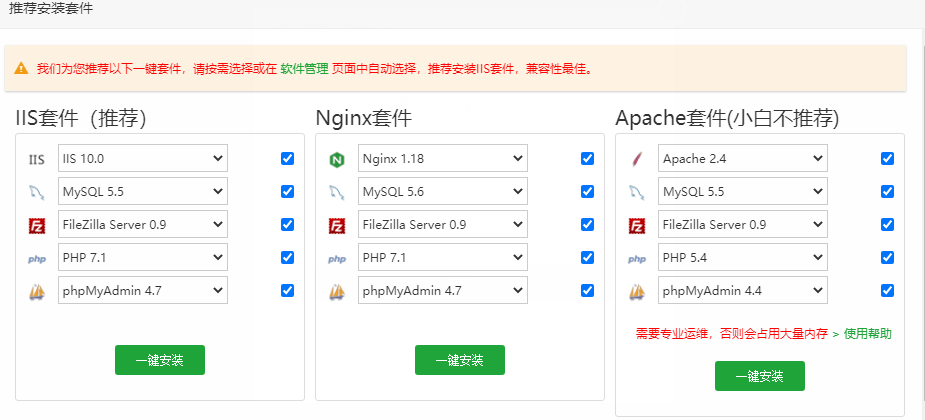 推荐安装套件
我们为您推荐以下一键套件，请按需选择或在 软件管理 页面中自动选择，推荐安装IIS套件，兼容性最佳。
IIS套件（推荐）
IIS IIS 10.0
MySQL 5.5
FileZilla Server 0.9
php PHP 7.1
phpMyAdmin 4.7
一键安装
Nginx套件
Nginx 1.18
MySQL 5.6
FileZilla Server 0.9
php PHP 7.1
phpMyAdmin 4.7
一键安装
Apache套件(小白不推荐)
Apache 2.4
MySQL 5.5
FileZilla Server 0.9
php PHP 5.4
phpMyAdmin 4.4
需要专业运维，否则会占用大量内存 > 使用帮助
一键安装